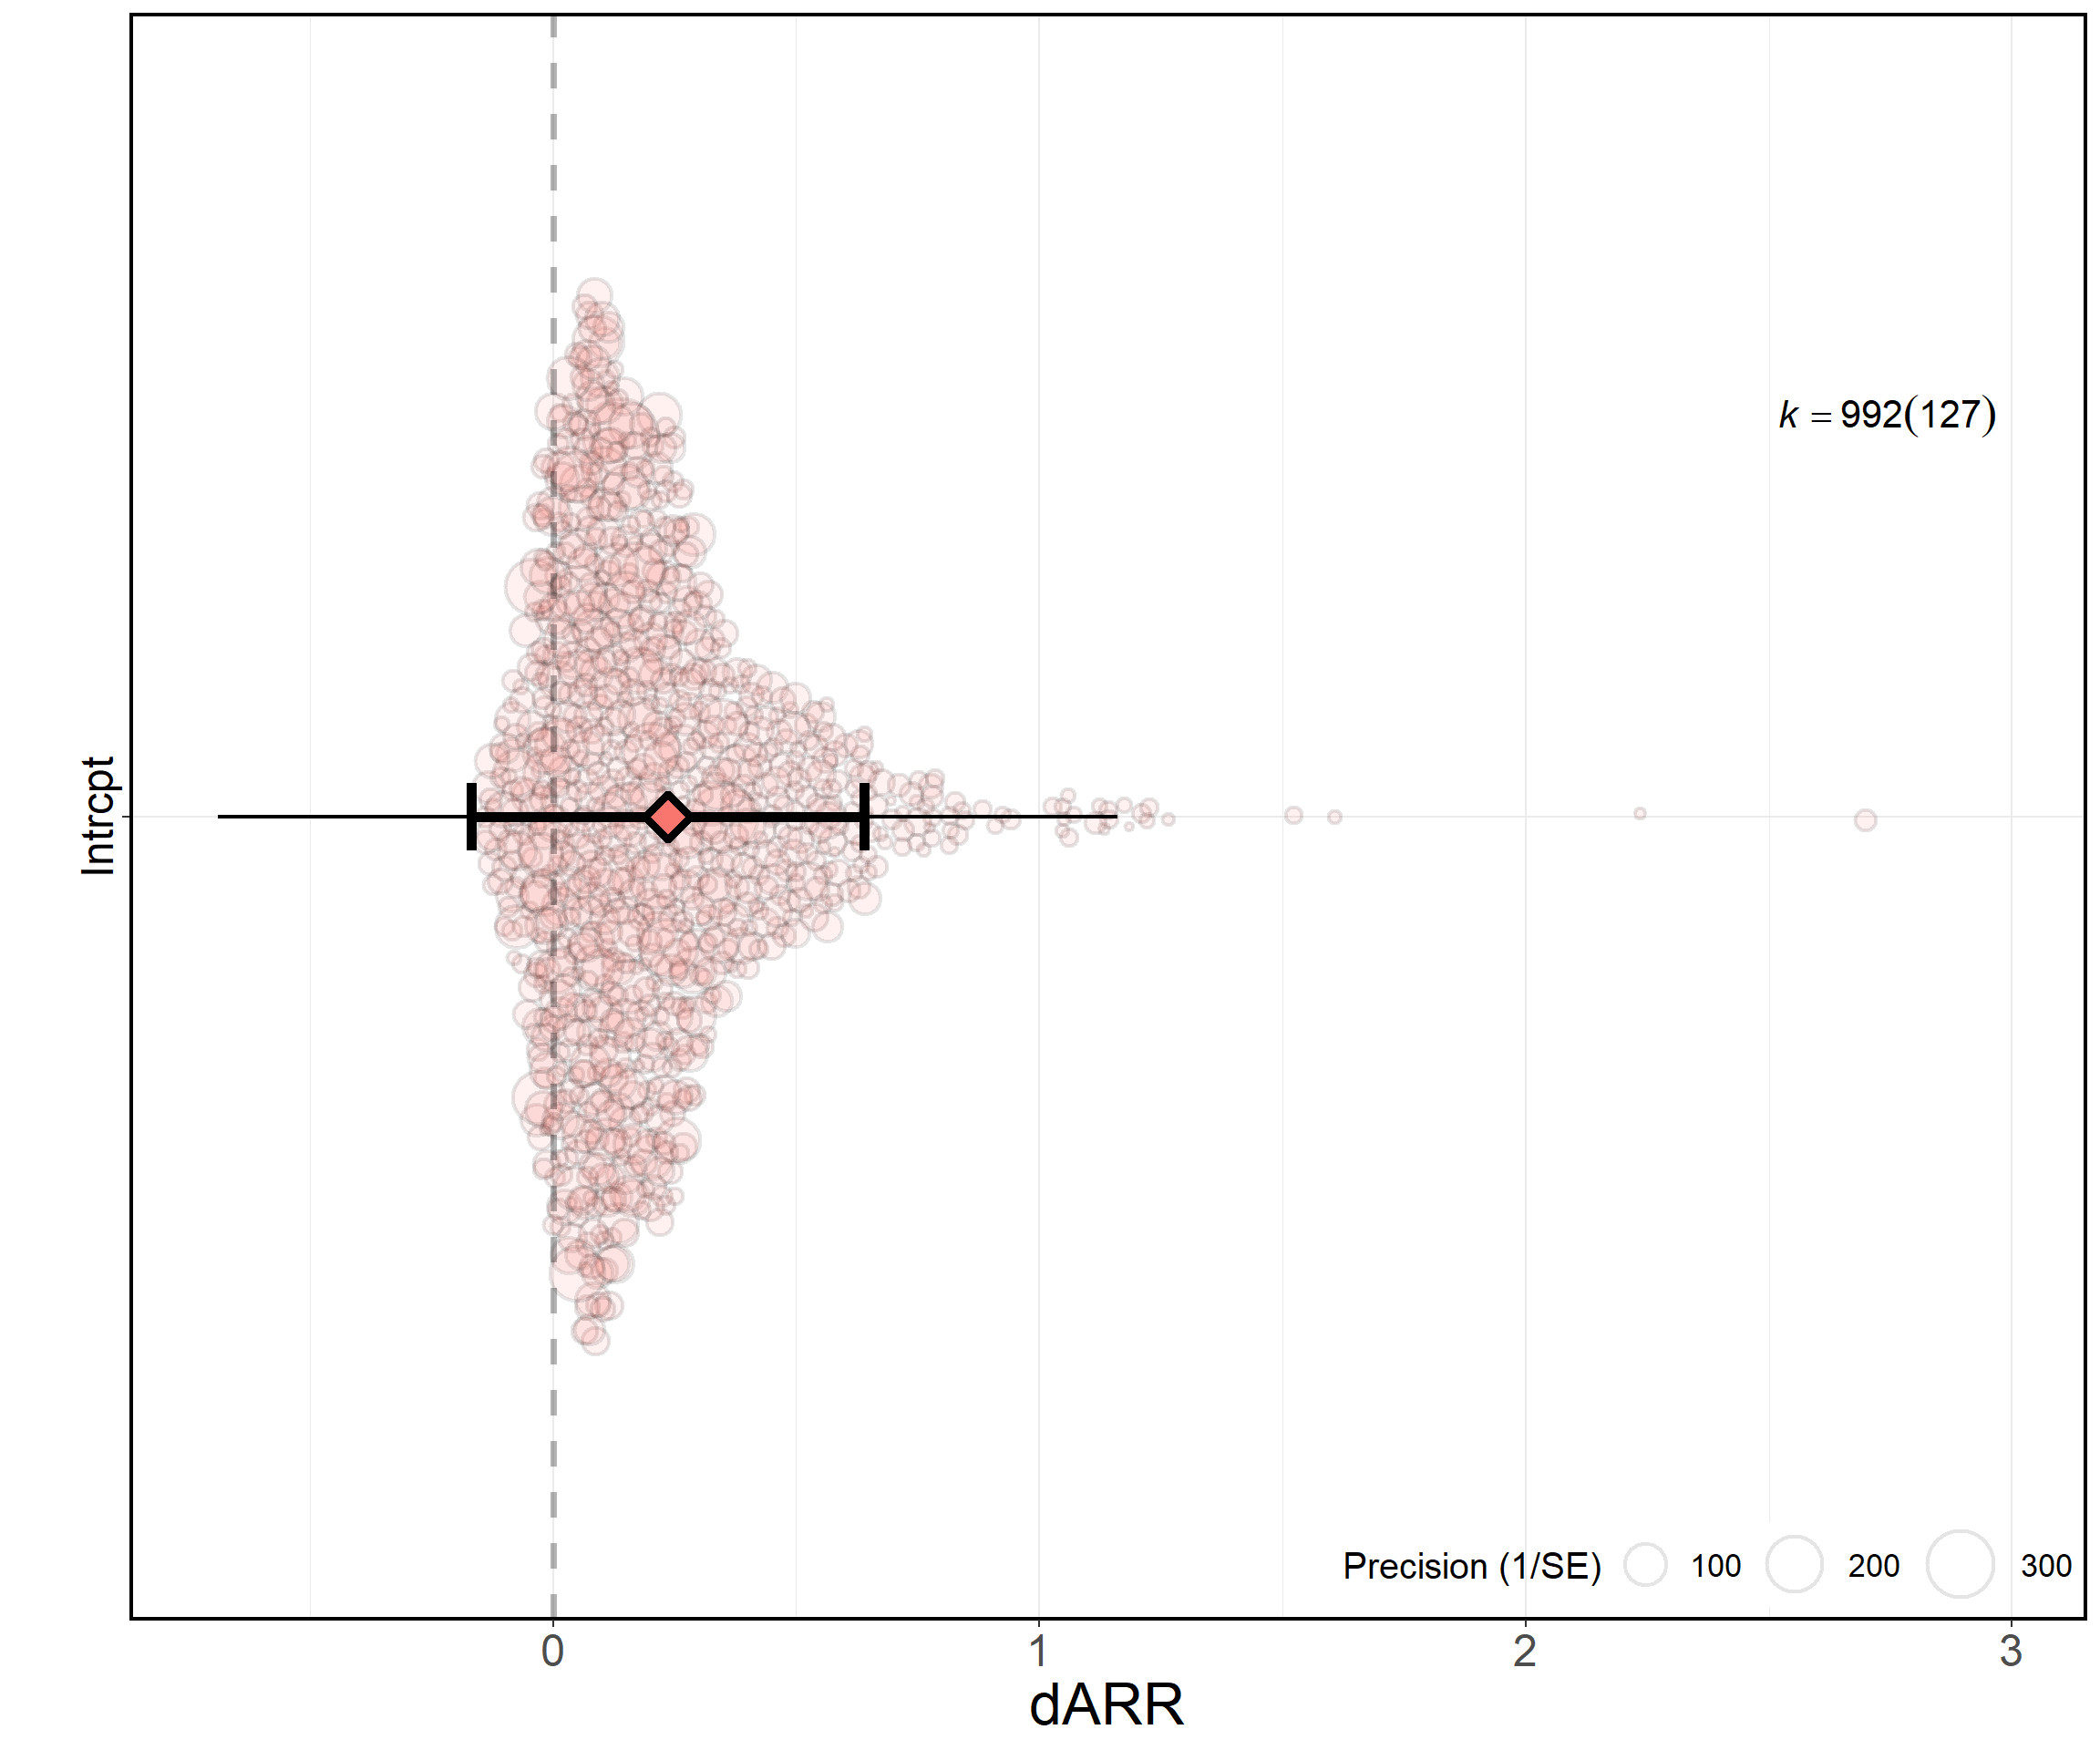 k = 992(127)
Intrcpt
Precision (1/SE) 100 200 300
0 1 2 3
dARR